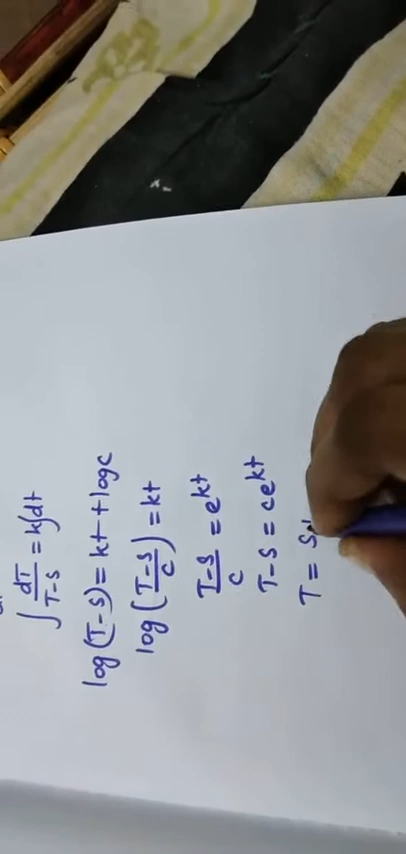 ∫ dT/T-S = k∫dt
log(T-S) = kt + logc
log(T-S/c) = kt
T-S/c = e^kt
T-S = ce^kt
T = S+